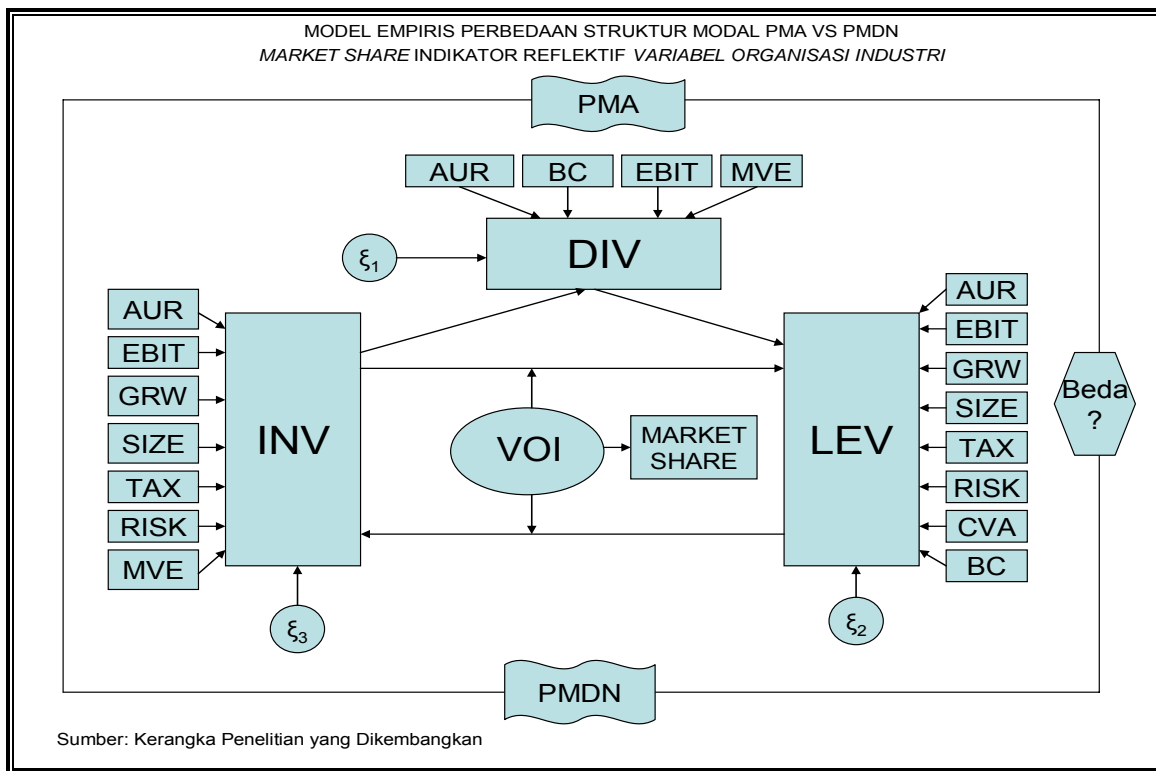 MODEL EMPIRIS PERBEDAAN STRUKTUR MODAL PMA VS PMDN
MARKET SHARE INDIKATOR REFLEKTIF VARIABEL ORGANISASI INDUSTRI
PMA
AUR
BC
EBIT
MVE
DIV
ξ1
AUR
EBIT
GRW
SIZE
TAX
RISK
MVE
INV
ξ3
VOI
MARKET
SHARE
LEV
ξ2
AUR
EBIT
GRW
SIZE
TAX
RISK
CVA
BC
Beda
?
PMDN
Sumber: Kerangka Penelitian yang Dikembangkan